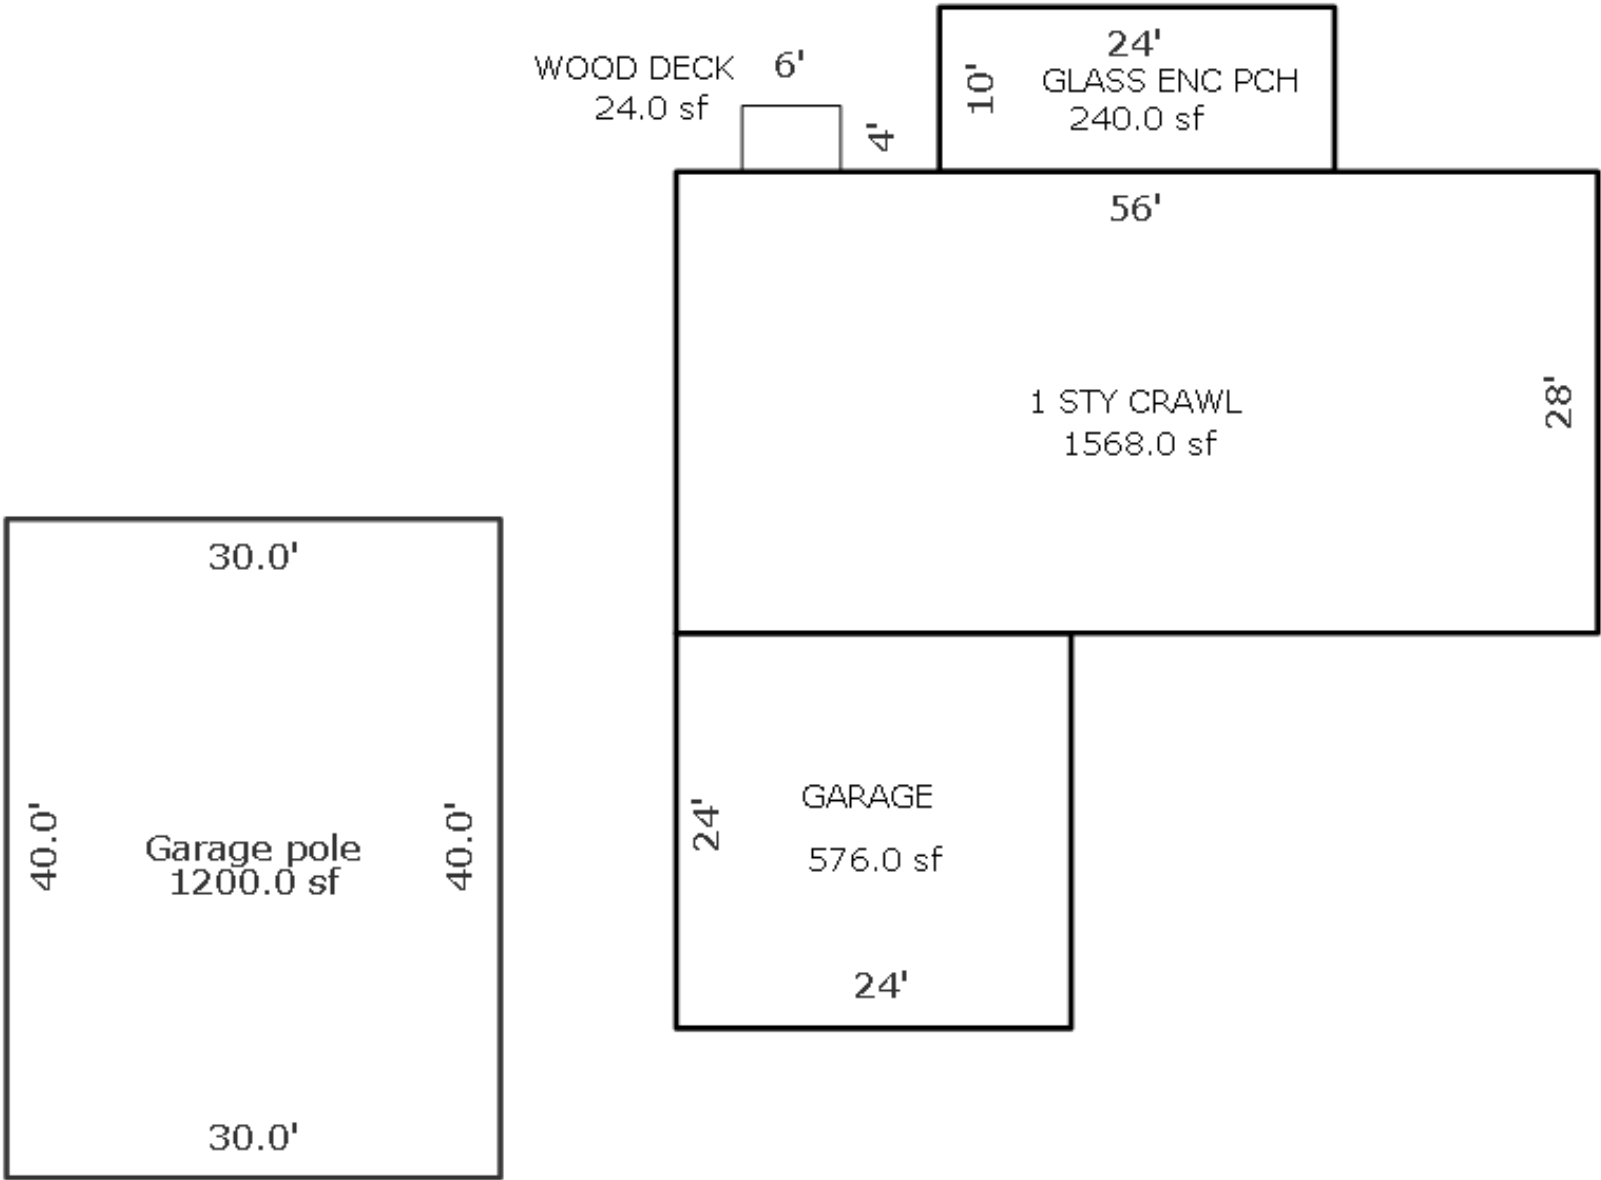 WOOD DECK
24.0 sf
6'
4'
24'
10'
GLASS ENC PCH
240.0 sf
56'
1 STY CRAWL
1568.0 sf
28'
30.0'
40.0'
Garage pole
1200.0 sf
40.0'
30.0'
24'
GARAGE
576.0 sf
24'